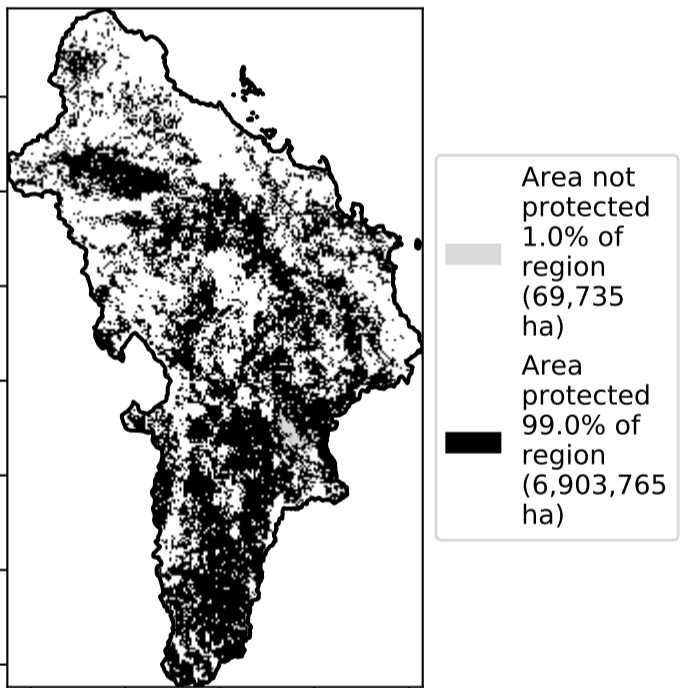 Area not
protected
1.0% of
region
(69,735
ha)
Area
protected
99.0% of
region
(6,903,765
ha)